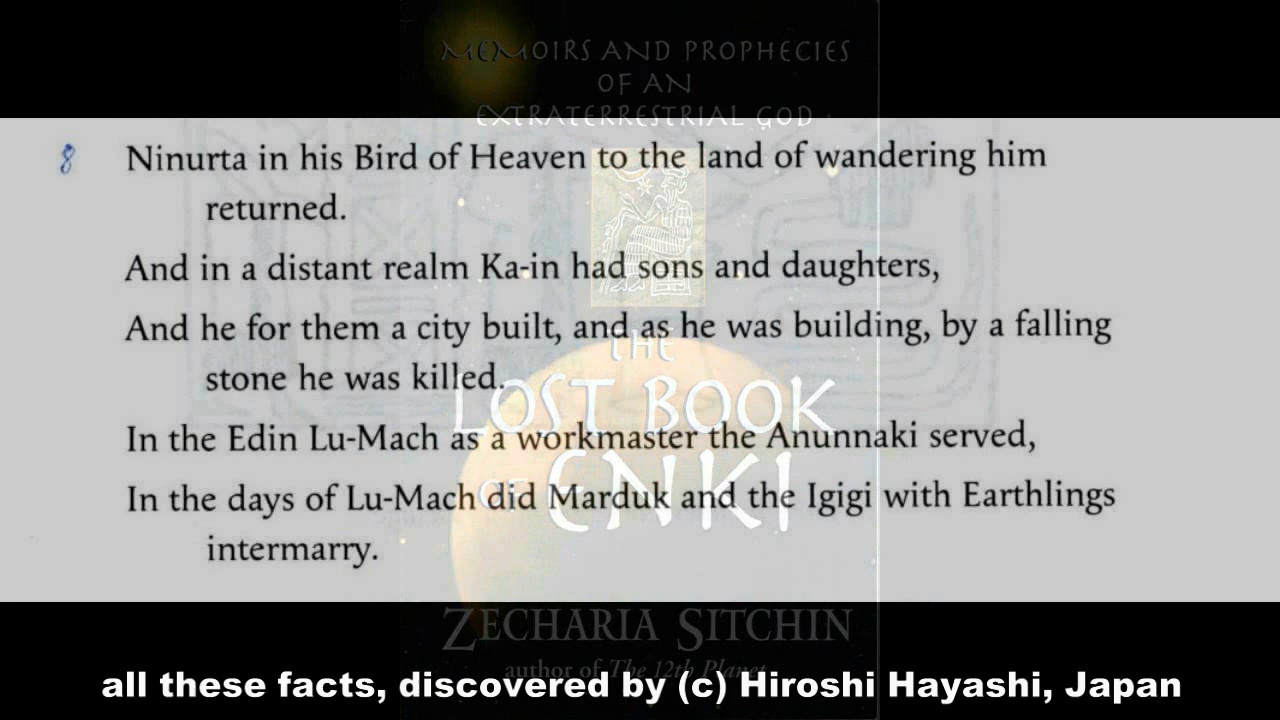 MEMOIRS AND PROPHECIES
OF AN
EXTRATERRESTRIAL GOD
8 Ninurta in his Bird of Heaven to the land of wandering him
returned.
And in a distant realm Ka-in had sons and daughters,
And he for them a city built, and as he was building, by a falling
stone he was killed.
In the Edin Lu-Mach as a workmaster the Anunnaki served,
In the days of Lu-Mach did Marduk and the Igigi with Earthlings
intermarry.
THE
LOST BOOK
OF ENKI
ZECHARIA SITCHIN
author of The 12th Planet
all these facts, discovered by (c) Hiroshi Hayashi, Japan